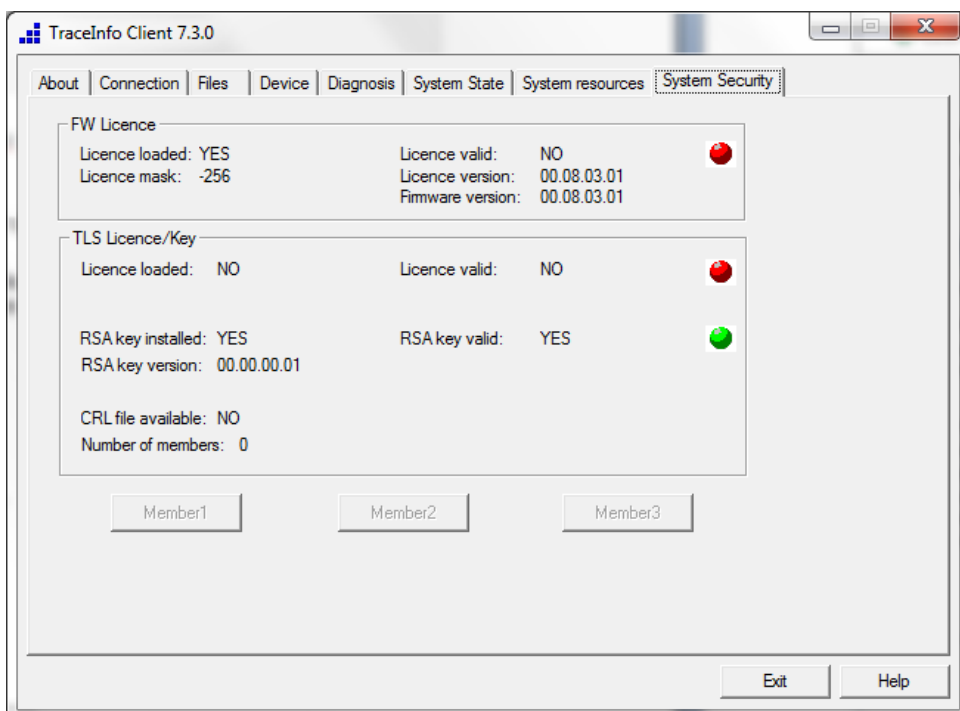 TraceInfo Client 7.3.0
About Connection Files Device Diagnosis System State System resources System Security
FW Licence
Licence loaded: YES Licence valid: NO
Licence mask: -256 Licence version: 00.08.03.01
Firmware version: 00.08.03.01
TLS Licence/Key
Licence loaded: NO Licence valid: NO
RSA key installed: YES RSA key valid: YES
RSA key version: 00.00.00.01
CRL file available: NO
Number of members: 0
Member1 Member2 Member3
Exit Help